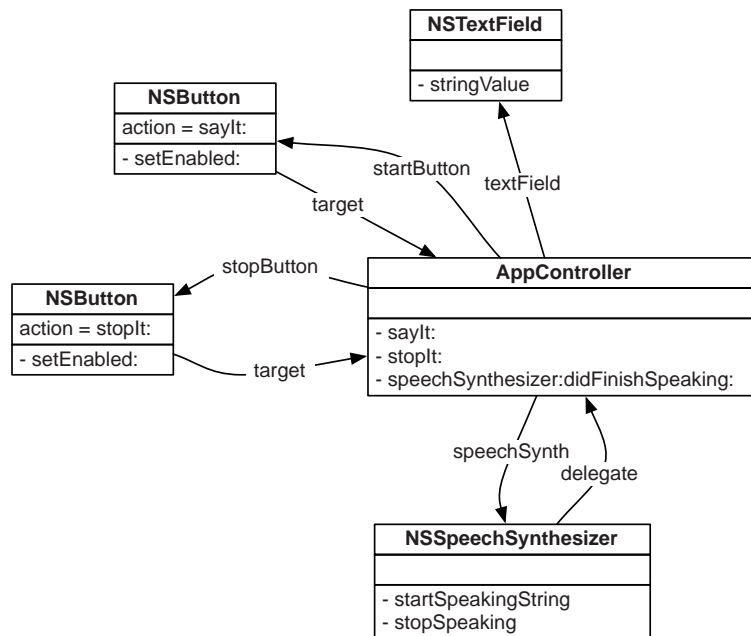 NSTextField
- stringValue
NSButton
action = sayIt:
- setEnabled:
startButton
textField
target
AppController
- sayIt:
- stopIt:
- speechSynthesizer:didFinishSpeaking:
stopButton
NSButton
action = stopIt:
- setEnabled:
target
speechSynth
delegate
NSSpeechSynthesizer
- startSpeakingString
- stopSpeaking